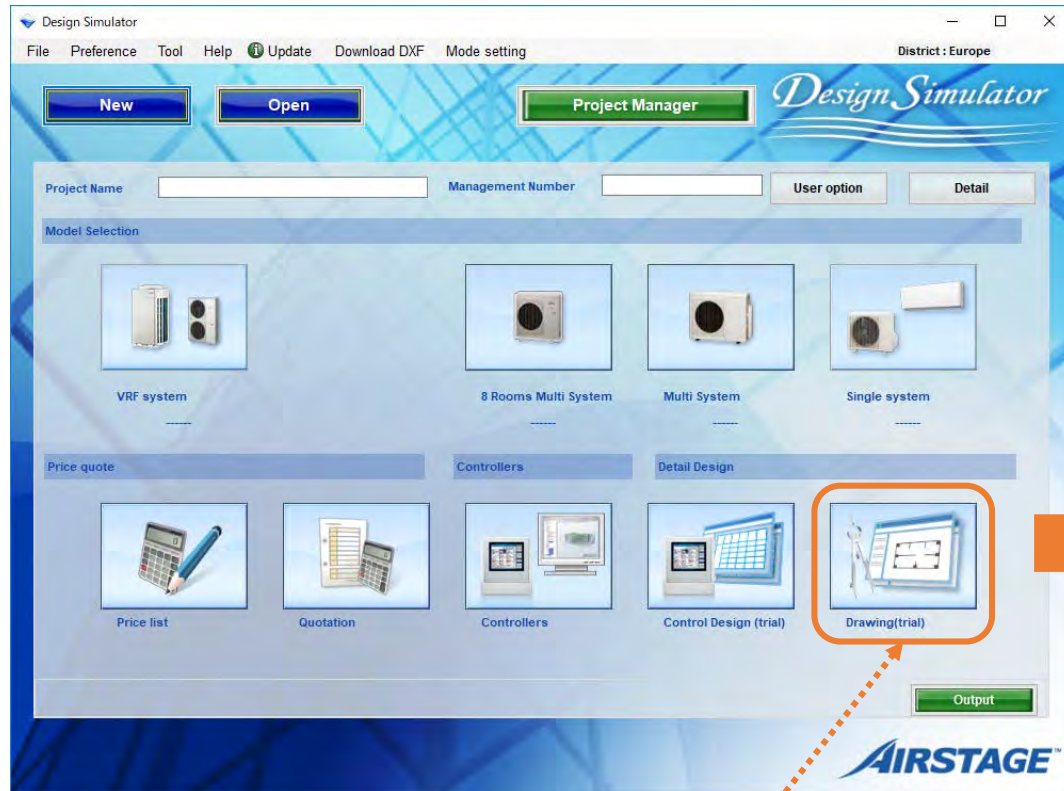 Design Simulator
File Preference Tool Help Update Download DXF Mode setting District : Europe
New Open Project Manager Design Simulator
Project Name Management Number User option Detail
Model Selection
VRF system 8 Rooms Multi System Multi System Single system
------ ------ ------ ------
Price quote Controllers Detail Design
Price list Quotation Controllers Control Design (trial) Drawing(trial)
Output
AIRSTAGE™